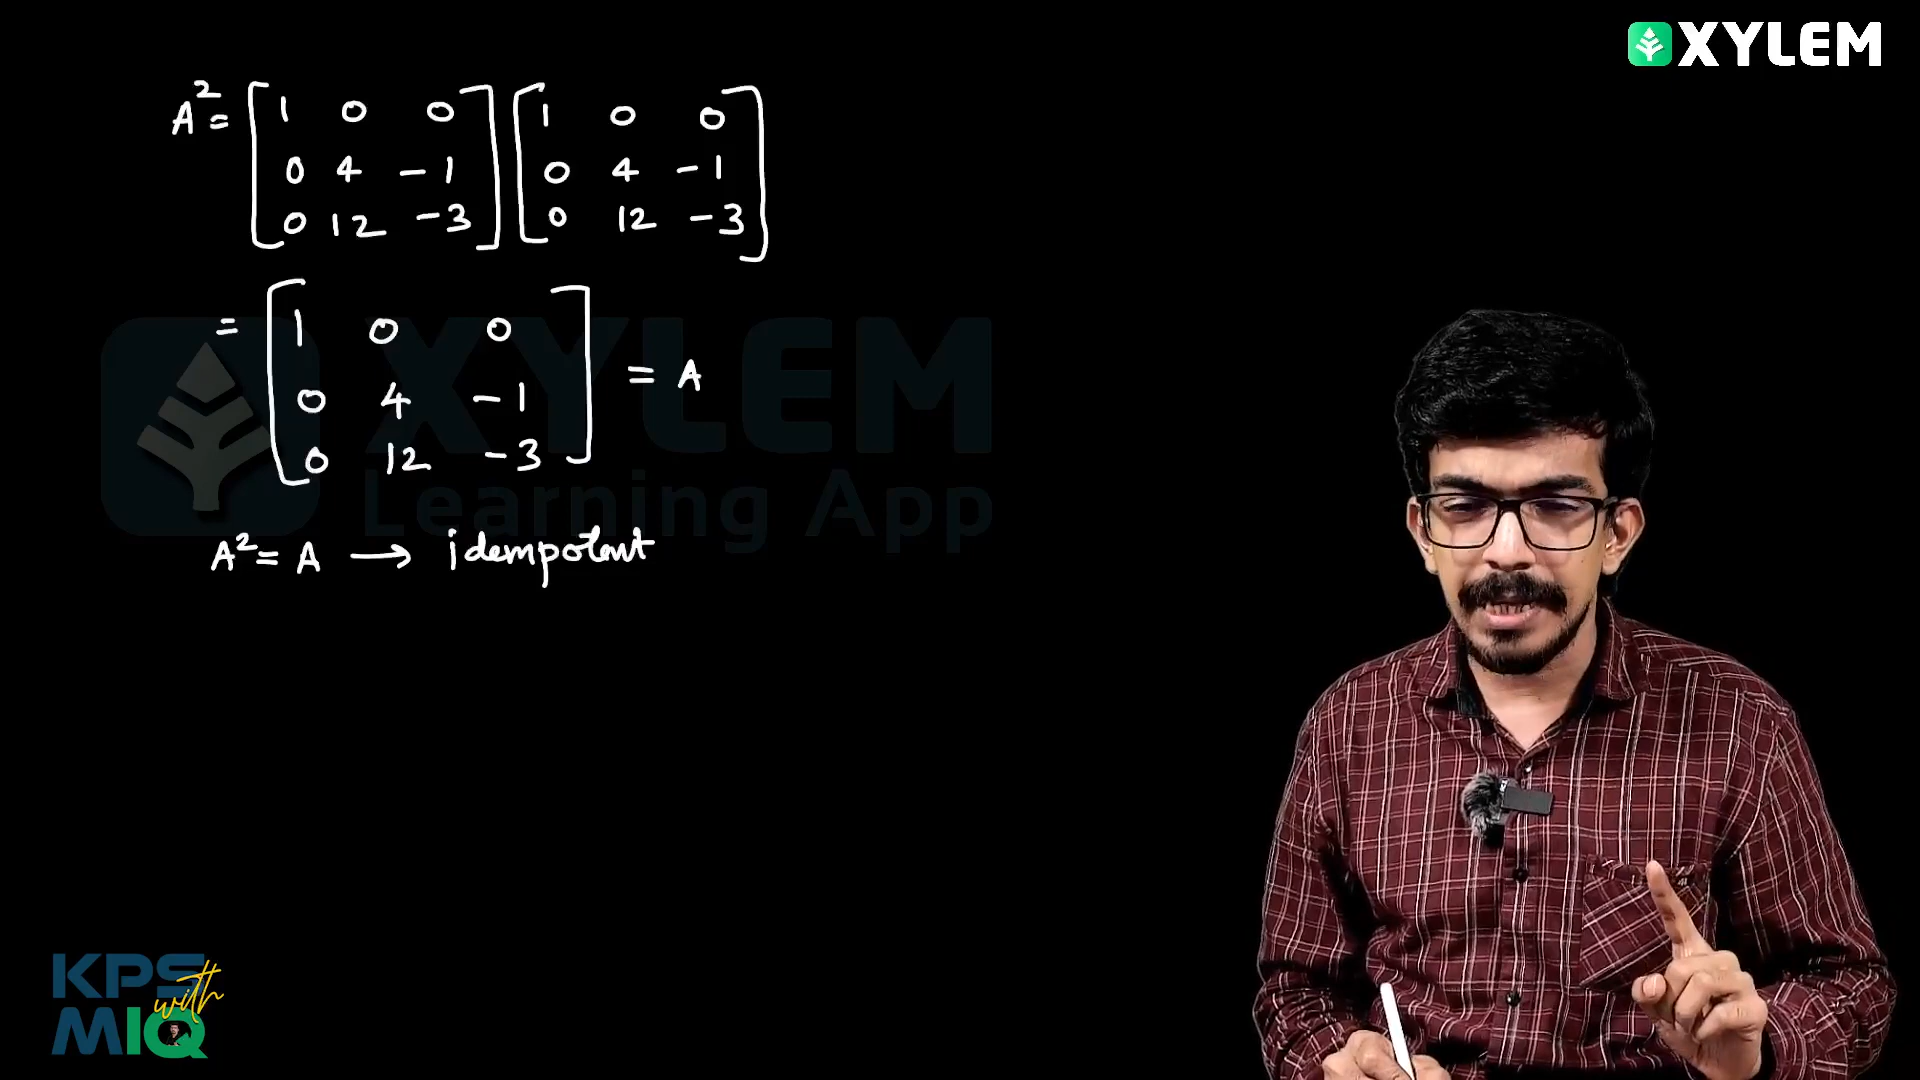 XYLEM
A²= [1 0 0] [1 0 0]
[0 4 -1] [0 4 -1]
[0 12 -3] [0 12 -3]
= [1 0 0]
[0 4 -1] = A
[0 12 -3]
XYLEM
Learning App
A²= A → idempotent
KPS
with
MIQ